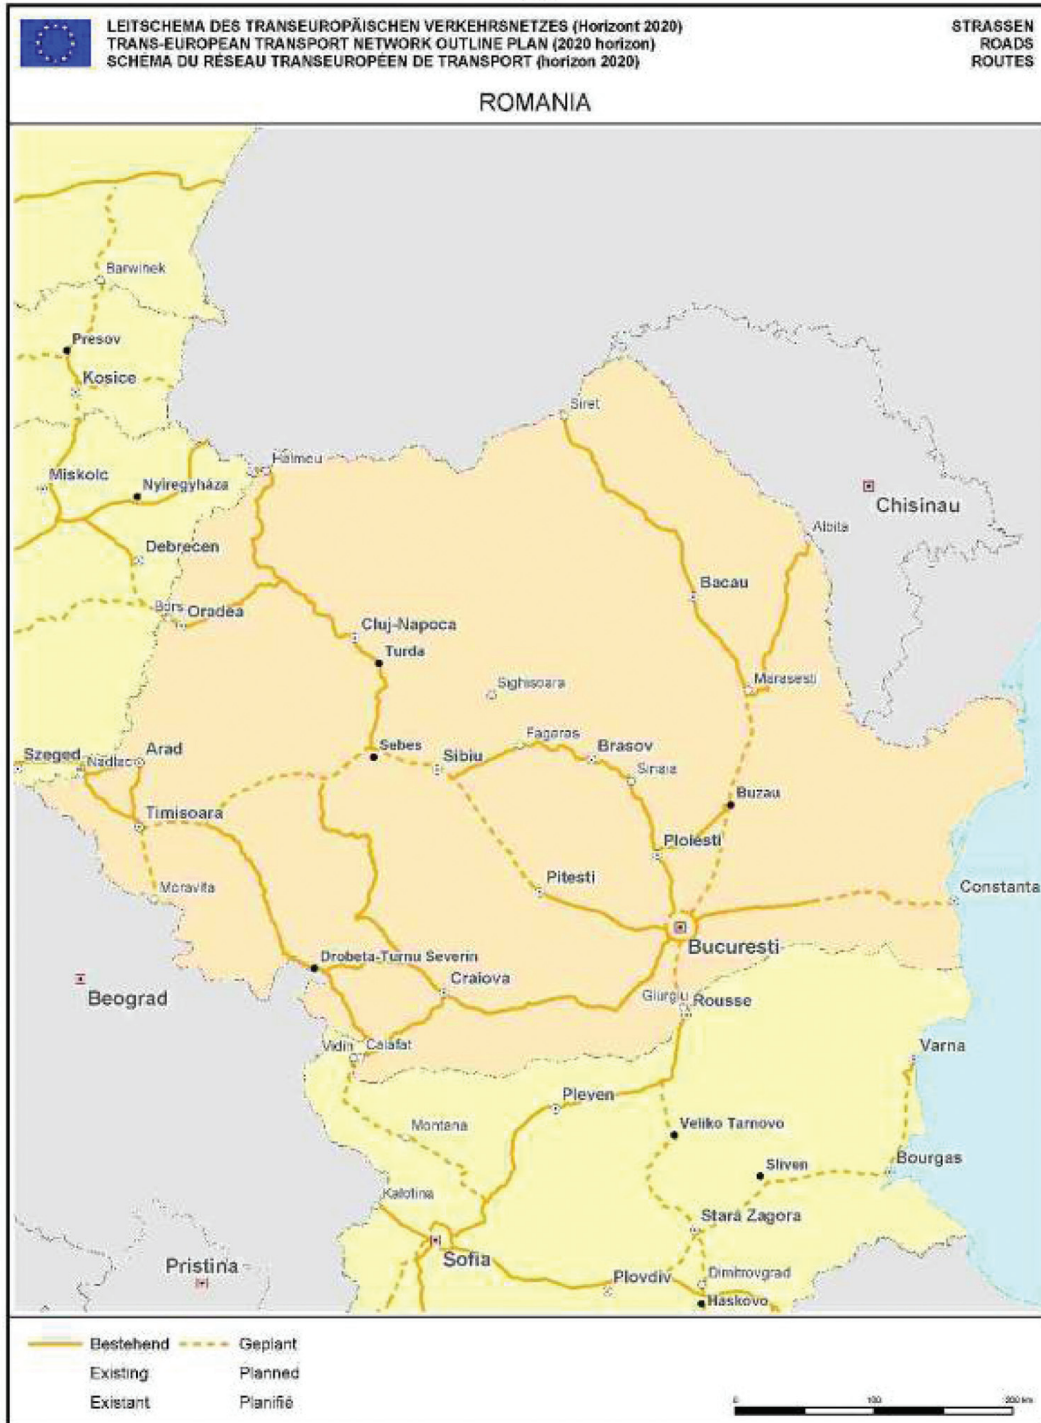 LEITSCHEMA DES TRANSEUROPÄISCHEN VERKEHRSNETZES (Horizont 2020)
TRANS-EUROPEAN TRANSPORT NETWORK OUTLINE PLAN (2020 horizon)
SCHÉMA DU RÉSEAU TRANSEUROPÉEN DE TRANSPORT (horizon 2020)
STRASSEN
ROADS
ROUTES
ROMANIA
Barwinek
Presov
Kosice
Siret
Halmeu
Miskolc
Nyiregyháza
Chisinau
Albita
Debrecen
Bacau
Bors
Oradea
Cluj-Napoca
Turda
Sighisoara
Marasesti
Fagaras
Brasov
Szeged
Nadlac
Arad
Sebes
Sibiu
Sinaia
Buzau
Timisoara
Ploiesti
Pitesti
Moravita
Constanta
Bucuresti
Drobeta-Turnu Severin
Craiova
Beograd
Giurgiu
Rousse
Vidin
Calafat
Varna
Pleven
Montana
Veliko Tarnovo
Sliven
Bourgas
Kalotina
Stara Zagora
Sofia
Pristina
Plovdiv
Dimitrovgrad
Haskovo
Bestehend
Geplant
Existing
Planned
Existant
Planifié
0 100 200 km